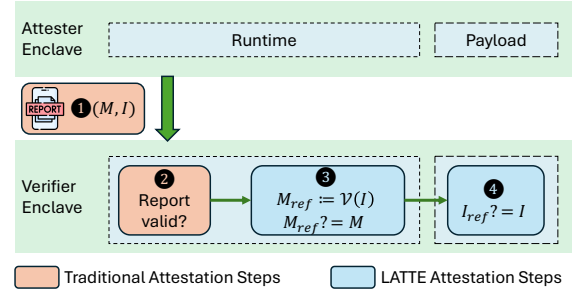 Attester
Enclave
Runtime
Payload
REPORT
❶ (M, I)
Verifier
Enclave
❷
Report
valid?
❸
M_ref ≔ 𝒱(I)
M_ref ? = M
❹
I_ref ? = I
Traditional Attestation Steps
LATTE Attestation Steps